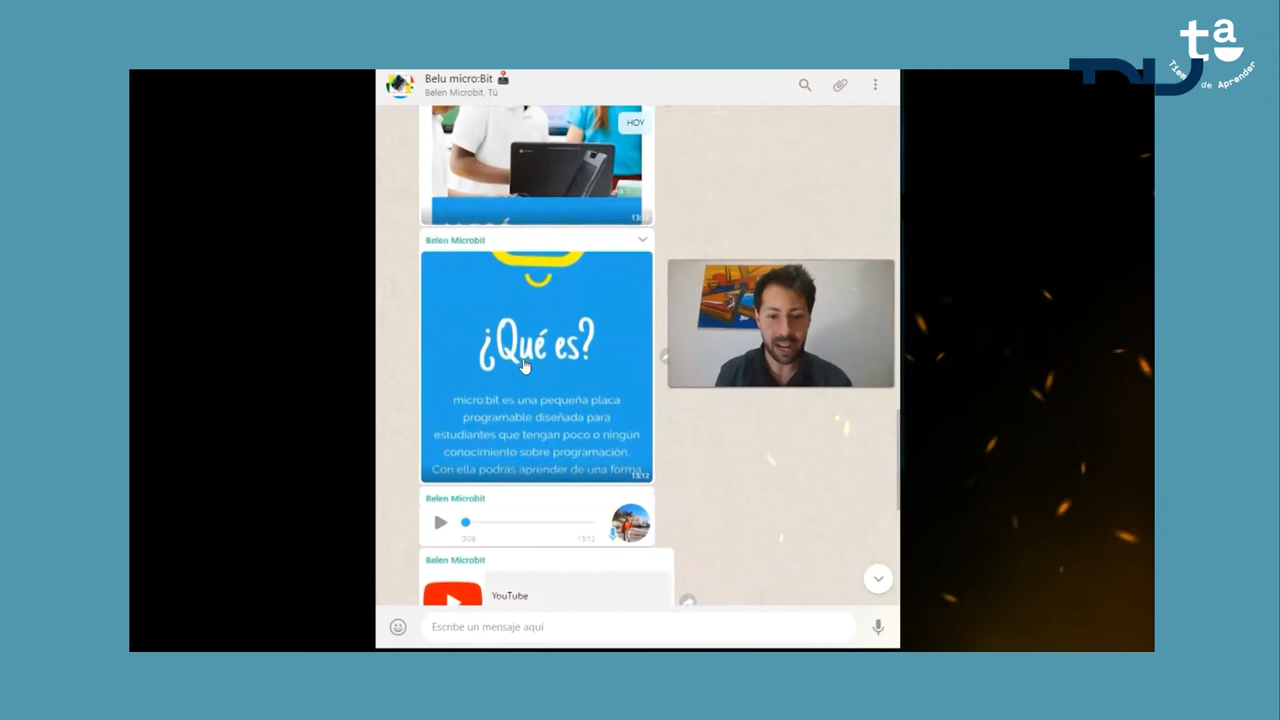 ta
Tiempo de Aprender
Belu micro:Bit
Belen Microbit, Tú
HOY
13:12
Belen Microbit
¿Qué es?
micro:bit es una pequeña placa
programable diseñada para
estudiantes que tengan poco o ningún
conocimiento sobre programación.
Con ella podrás aprender de una forma
13:12
Belen Microbit
0:08
13:12
Belen Microbit
YouTube
Escribe un mensaje aquí